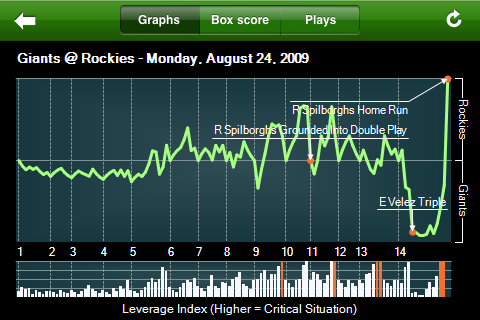 Graphs Box score Plays
Giants @ Rockies - Monday, August 24, 2009
R Spilborghs Home Run
R Spilborghs Grounded Into Double Play
E Velez Triple
Rockies
Giants
1 2 3 4 5 6 7 8 9 10 11 12 13 14
Leverage Index (Higher = Critical Situation)